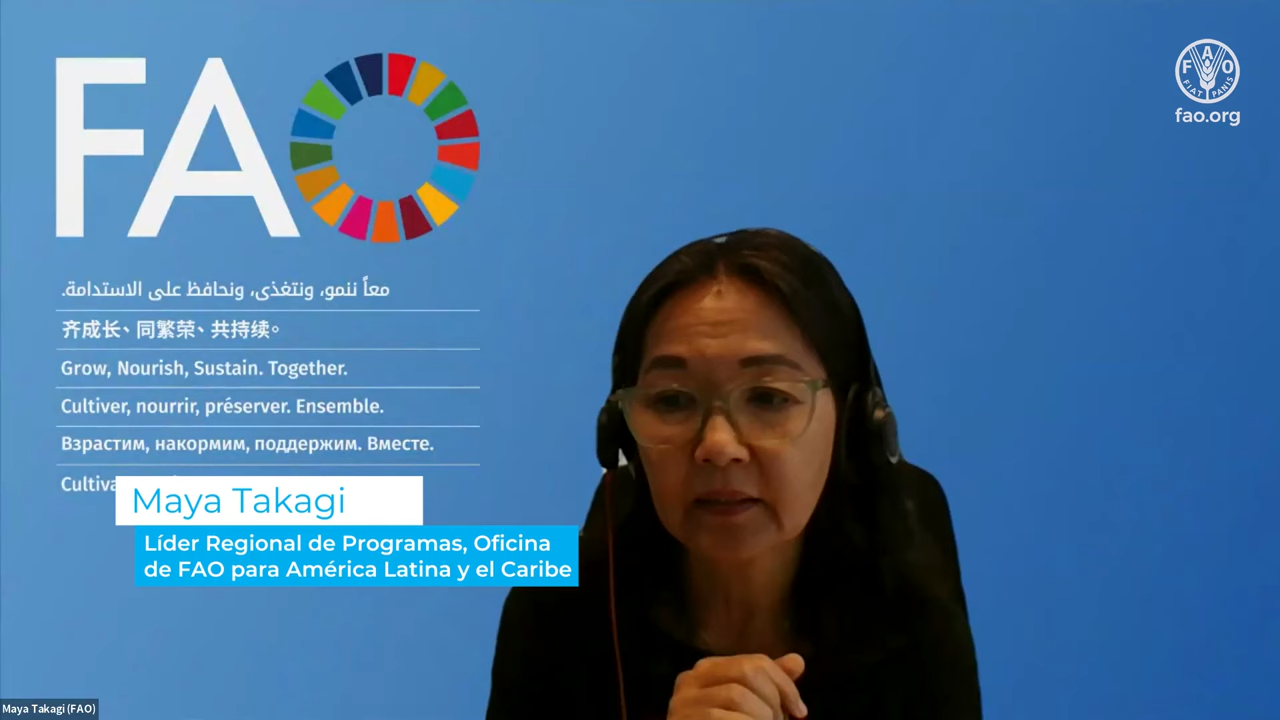 FAO
FAO
FIAT PANIS
fao.org
معاً ننمو، ونتغذى، ونحافظ على الاستدامة.
齐成长、同繁荣、共持续。
Grow, Nourish, Sustain. Together.
Cultiver, nourrir, préserver. Ensemble.
Взрастим, накормим, поддержим. Вместе.
Maya Takagi
Líder Regional de Programas, Oficina
de FAO para América Latina y el Caribe
Maya Takagi (FAO)